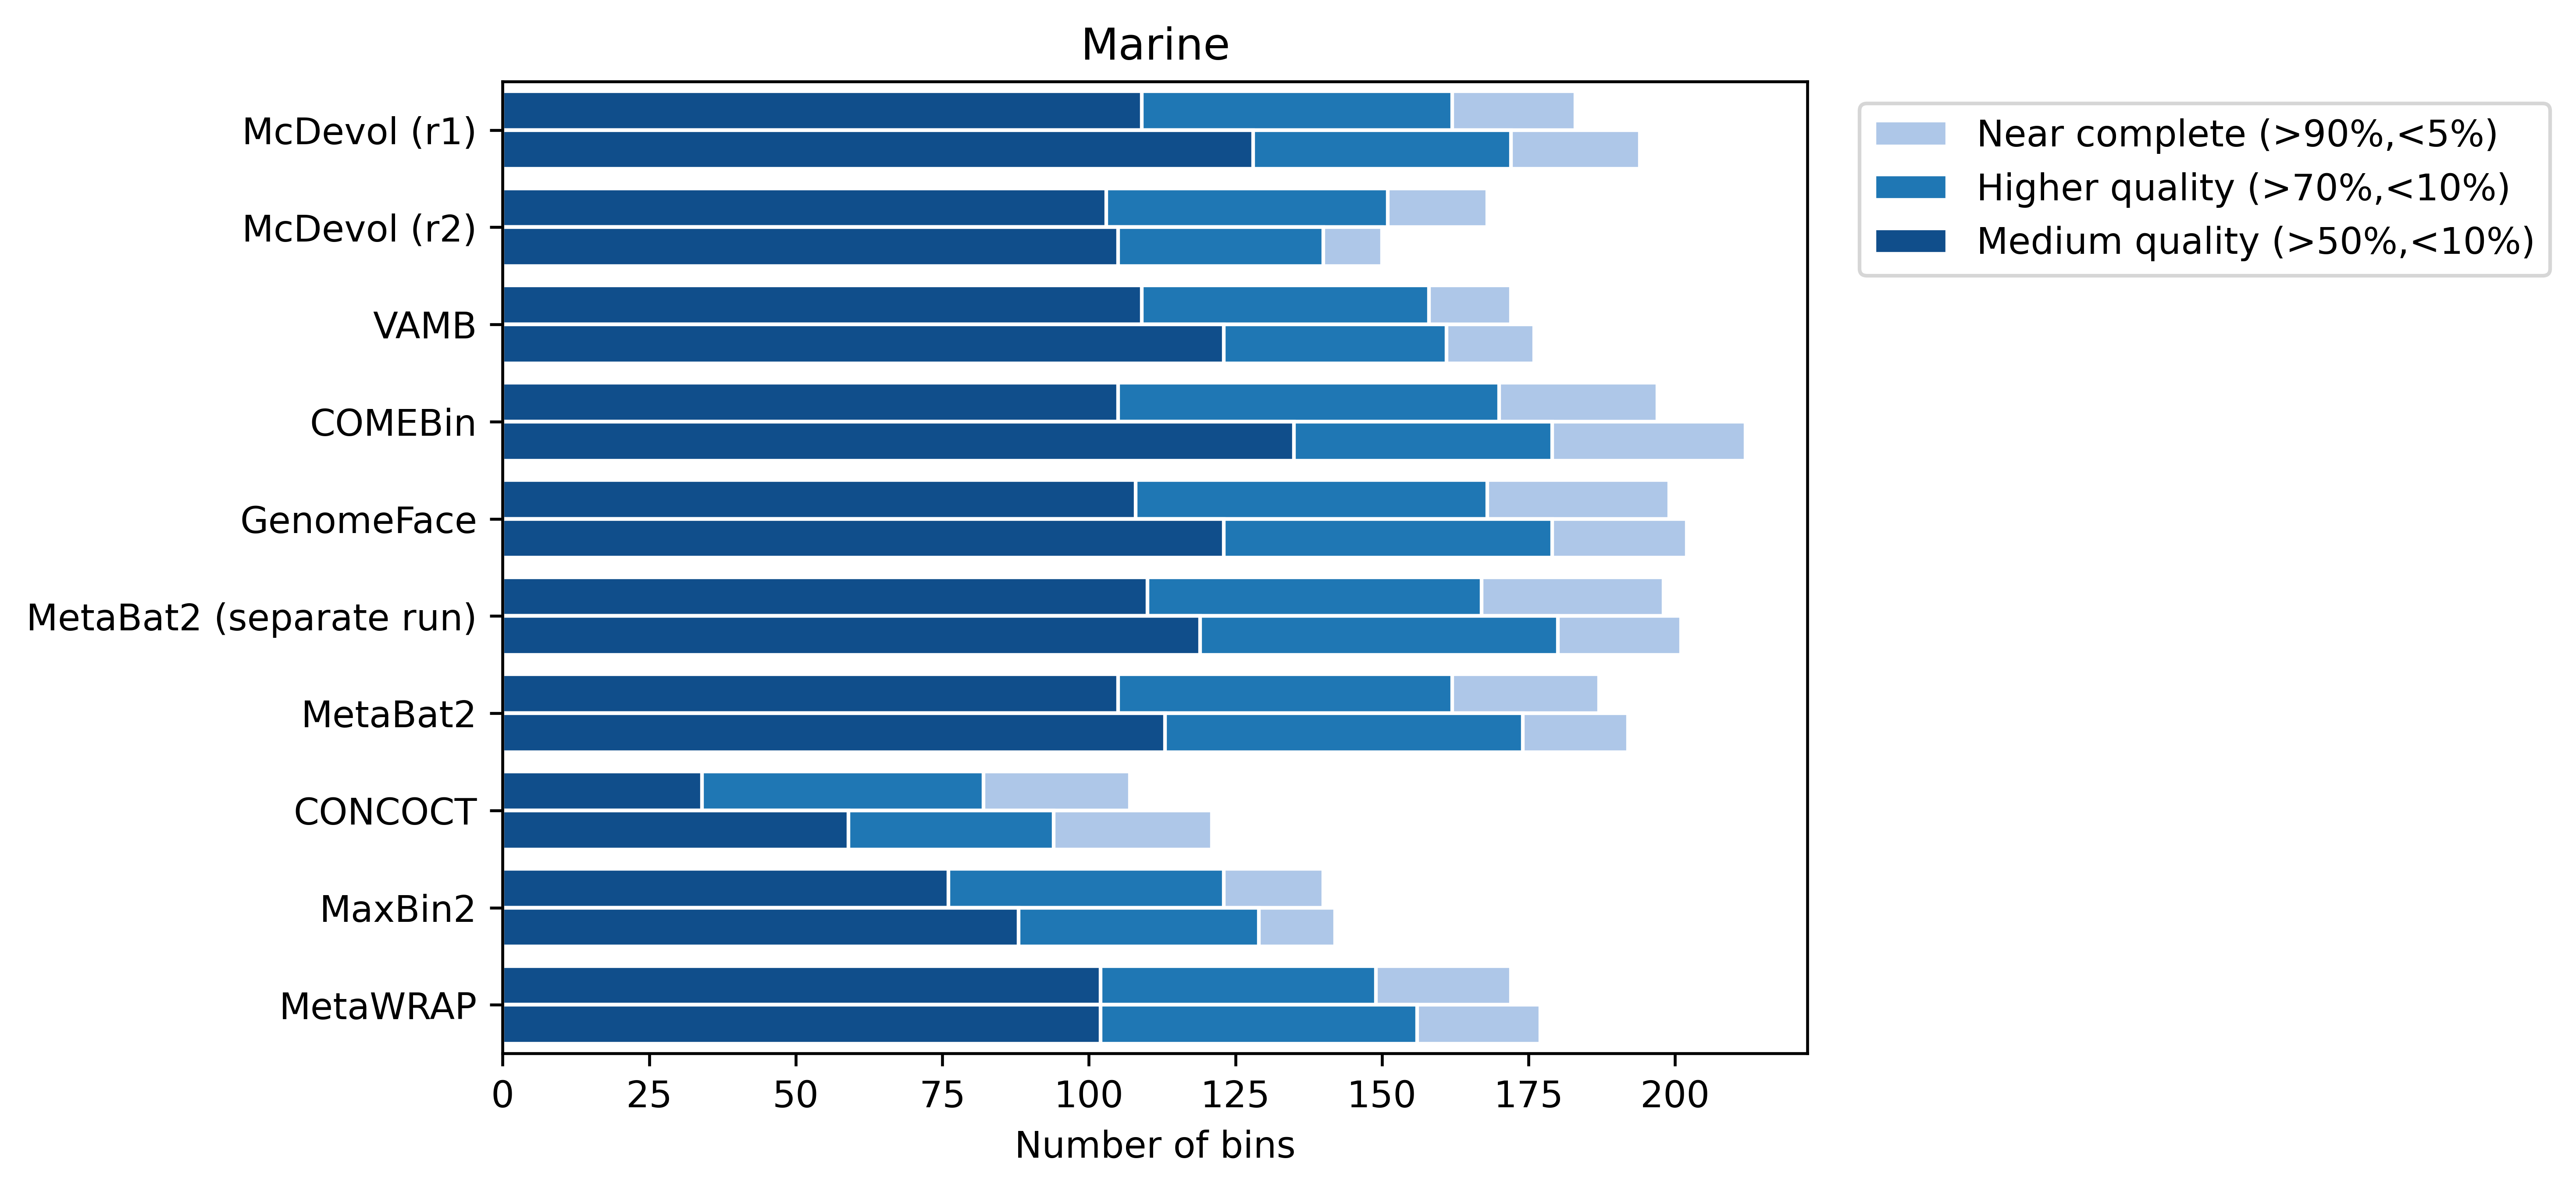 Marine
McDevol (r1)
McDevol (r2)
VAMB
COMEBin
GenomeFace
MetaBat2 (separate run)
MetaBat2
CONCOCT
MaxBin2
MetaWRAP
0 25 50 75 100 125 150 175 200
Number of bins
Near complete (>90%,<5%)
Higher quality (>70%,<10%)
Medium quality (>50%,<10%)